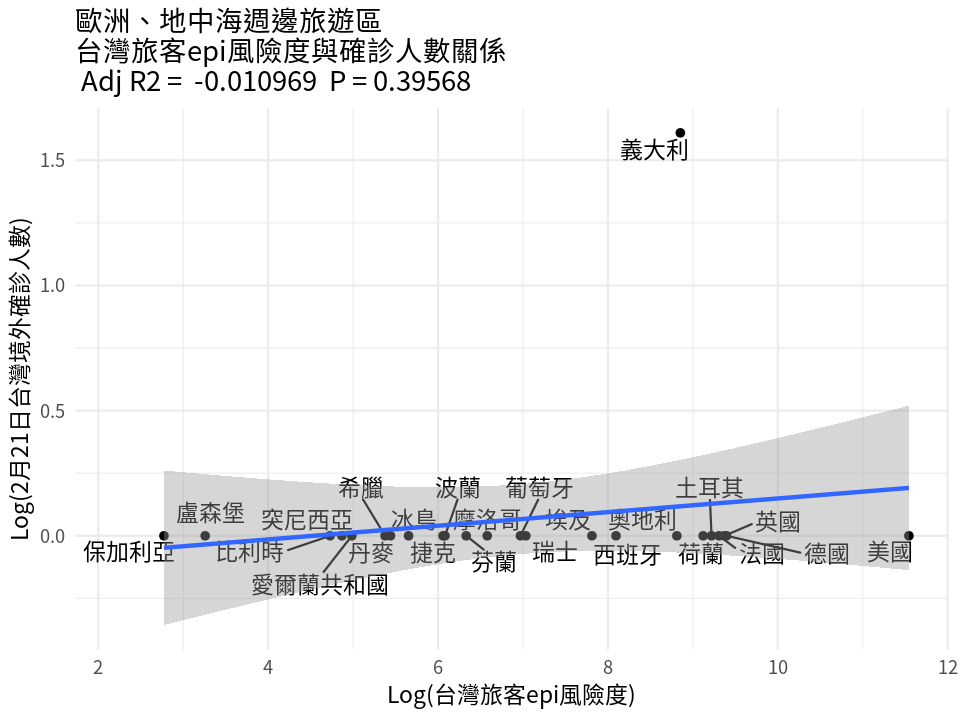 歐洲、地中海週邊旅遊區
台灣旅客epi風險度與確診人數關係
Adj R2 = -0.010969 P = 0.39568
Log(2月21日台灣境外確診人數)
1.5
1.0
0.5
0.0
義大利
希臘
波蘭
葡萄牙
土耳其
盧森堡
突尼西亞
冰島
摩洛哥
埃及
奧地利
英國
保加利亞
比利時
丹麥
捷克
芬蘭
瑞士
西班牙
荷蘭
法國
德國
美國
愛爾蘭共和國
2
4
6
8
10
12
Log(台灣旅客epi風險度)